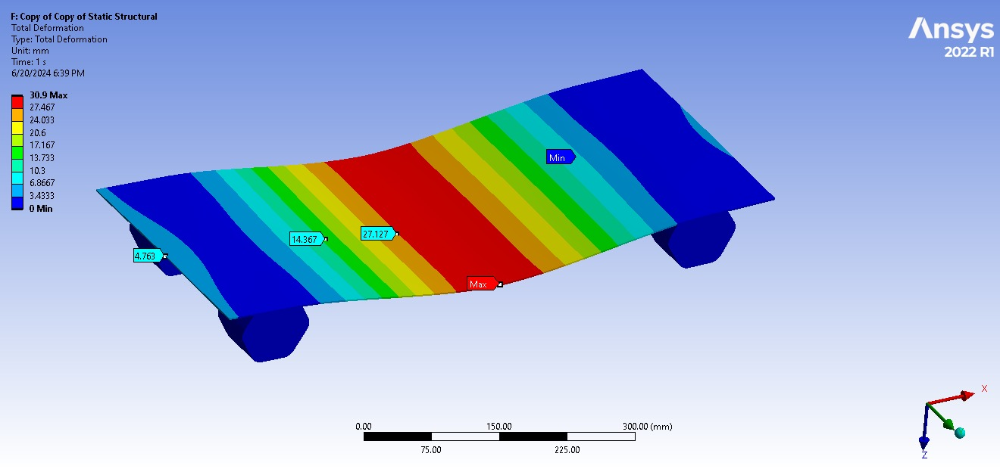 F: Copy of Copy of Static Structural
Total Deformation
Type: Total Deformation
Unit: mm
Time: 1 s
6/20/2024 6:39 PM
Ansys
2022 R1
30.9 Max
27.467
24.033
20.6
17.167
13.733
10.3
6.8667
3.4333
0 Min
Min
27.127
14.367
4.763
Max
0.00 150.00 300.00 (mm)
75.00 225.00
X
Z